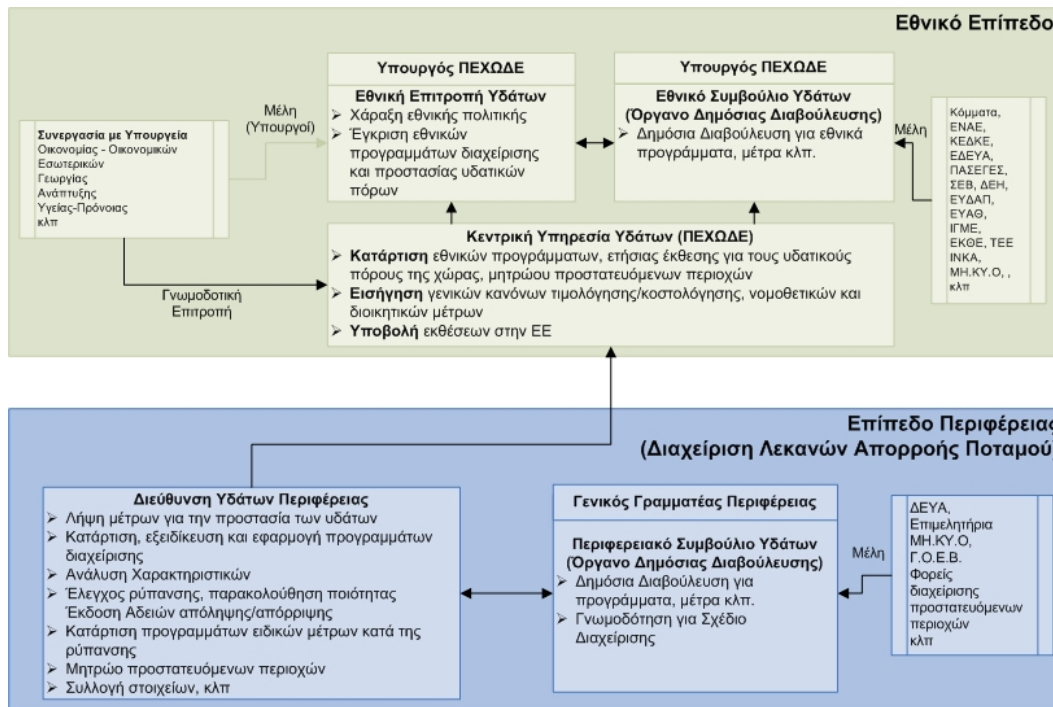 Εθνικό Επίπεδο
Υπουργός ΠΕΧΩΔΕ
Εθνική Επιτροπή Υδάτων
➢ Χάραξη εθνικής πολιτικής
➢ Έγκριση εθνικών
προγραμμάτων διαχείρισης
και προστασίας υδατικών
πόρων
Υπουργός ΠΕΧΩΔΕ
Εθνικό Συμβούλιο Υδάτων
(Όργανο Δημόσιας Διαβούλευσης)
➢ Δημόσια Διαβούλευση για εθνικά
προγράμματα, μέτρα κλπ.
Μέλη
(Υπουργοί)
Συνεργασία με Υπουργεία
Οικονομίας - Οικονομικών
Εσωτερικών
Γεωργίας
Ανάπτυξης
Υγείας-Πρόνοιας
κλπ
Μέλη
Κόμματα,
ΕΝΑΕ,
ΚΕΔΚΕ,
ΕΔΕΥΑ,
ΠΑΣΕΓΕΣ,
ΣΕΒ, ΔΕΗ,
ΕΥΔΑΠ,
ΕΥΑΘ,
ΙΓΜΕ,
ΕΚΘΕ, ΤΕΕ
ΙΝΚΑ,
ΜΗ.ΚΥ.Ο, ,
κλπ
Γνωμοδοτική
Επιτροπή
Κεντρική Υπηρεσία Υδάτων (ΠΕΧΩΔΕ)
➢ Κατάρτιση εθνικών προγραμμάτων, ετήσιας έκθεσης για τους υδατικούς
πόρους της χώρας, μητρώου προστατευόμενων περιοχών
➢ Εισήγηση γενικών κανόνων τιμολόγησης/κοστολόγησης, νομοθετικών και
διοικητικών μέτρων
➢ Υποβολή εκθέσεων στην ΕΕ
Επίπεδο Περιφέρειας
(Διαχείριση Λεκανών Απορροής Ποταμού)
Διεύθυνση Υδάτων Περιφέρειας
➢ Λήψη μέτρων για την προστασία των υδάτων
➢ Κατάρτιση, εξειδίκευση και εφαρμογή προγραμμάτων
διαχείρισης
➢ Ανάλυση Χαρακτηριστικών
➢ Έλεγχος ρύπανσης, παρακολούθηση ποιότητας
Έκδοση Αδειών απόληψης/απόρριψης
➢ Κατάρτιση προγραμμάτων ειδικών μέτρων κατά της
ρύπανσης
➢ Μητρώο προστατευόμενων περιοχών
➢ Συλλογή στοιχείων, κλπ
Γενικός Γραμματέας Περιφέρειας
Περιφερειακό Συμβούλιο Υδάτων
(Όργανο Δημόσιας Διαβούλευσης)
➢ Δημόσια Διαβούλευση για
προγράμματα, μέτρα κλπ.
➢ Γνωμοδότηση για Σχέδιο
Διαχείρισης
Μέλη
ΔΕΥΑ,
Επιμελητήρια
ΜΗ.ΚΥ.Ο,
Γ.Ο.Ε.Β.
Φορείς
διαχείρισης
προστατευόμενων
περιοχών
κλπ